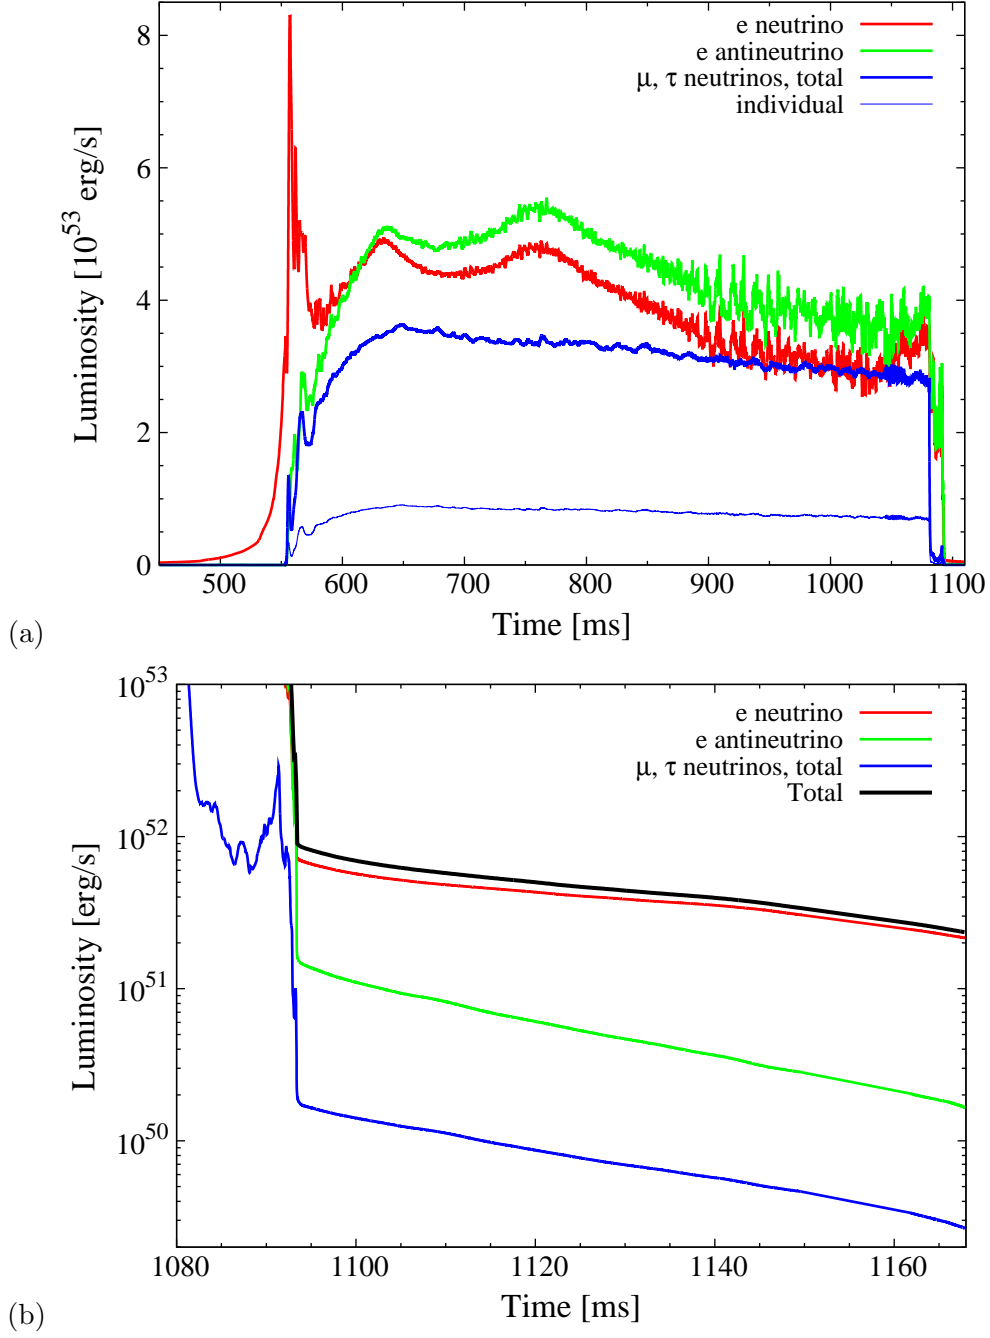 8
6
4
2
0
Luminosity [10^53 erg/s]
e neutrino
e antineutrino
μ, τ neutrinos, total
individual
500 600 700 800 900 1000 1100
Time [ms]
(a)
10^53
10^52
10^51
10^50
Luminosity [erg/s]
e neutrino
e antineutrino
μ, τ neutrinos, total
Total
1080 1100 1120 1140 1160
Time [ms]
(b)